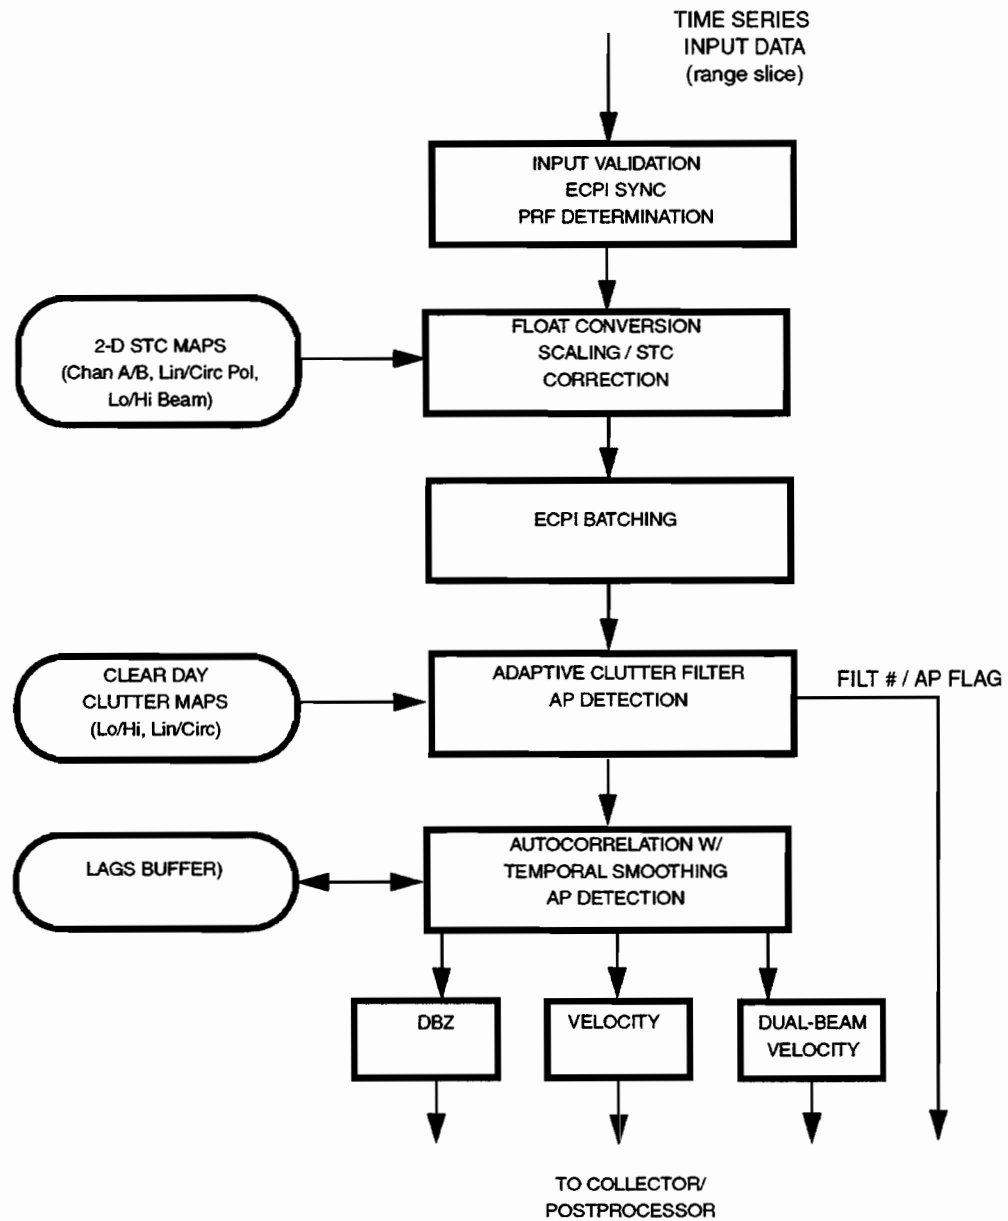 TIME SERIES
INPUT DATA
(range slice)
INPUT VALIDATION
ECPI SYNC
PRF DETERMINATION
2-D STC MAPS
(Chan A/B, Lin/Circ Pol,
Lo/Hi Beam)
FLOAT CONVERSION
SCALING / STC
CORRECTION
ECPI BATCHING
CLEAR DAY
CLUTTER MAPS
(Lo/Hi, Lin/Circ)
ADAPTIVE CLUTTER FILTER
AP DETECTION
FILT # / AP FLAG
LAGS BUFFER)
AUTOCORRELATION W/
TEMPORAL SMOOTHING
AP DETECTION
DBZ
VELOCITY
DUAL-BEAM
VELOCITY
TO COLLECTOR/
POSTPROCESSOR